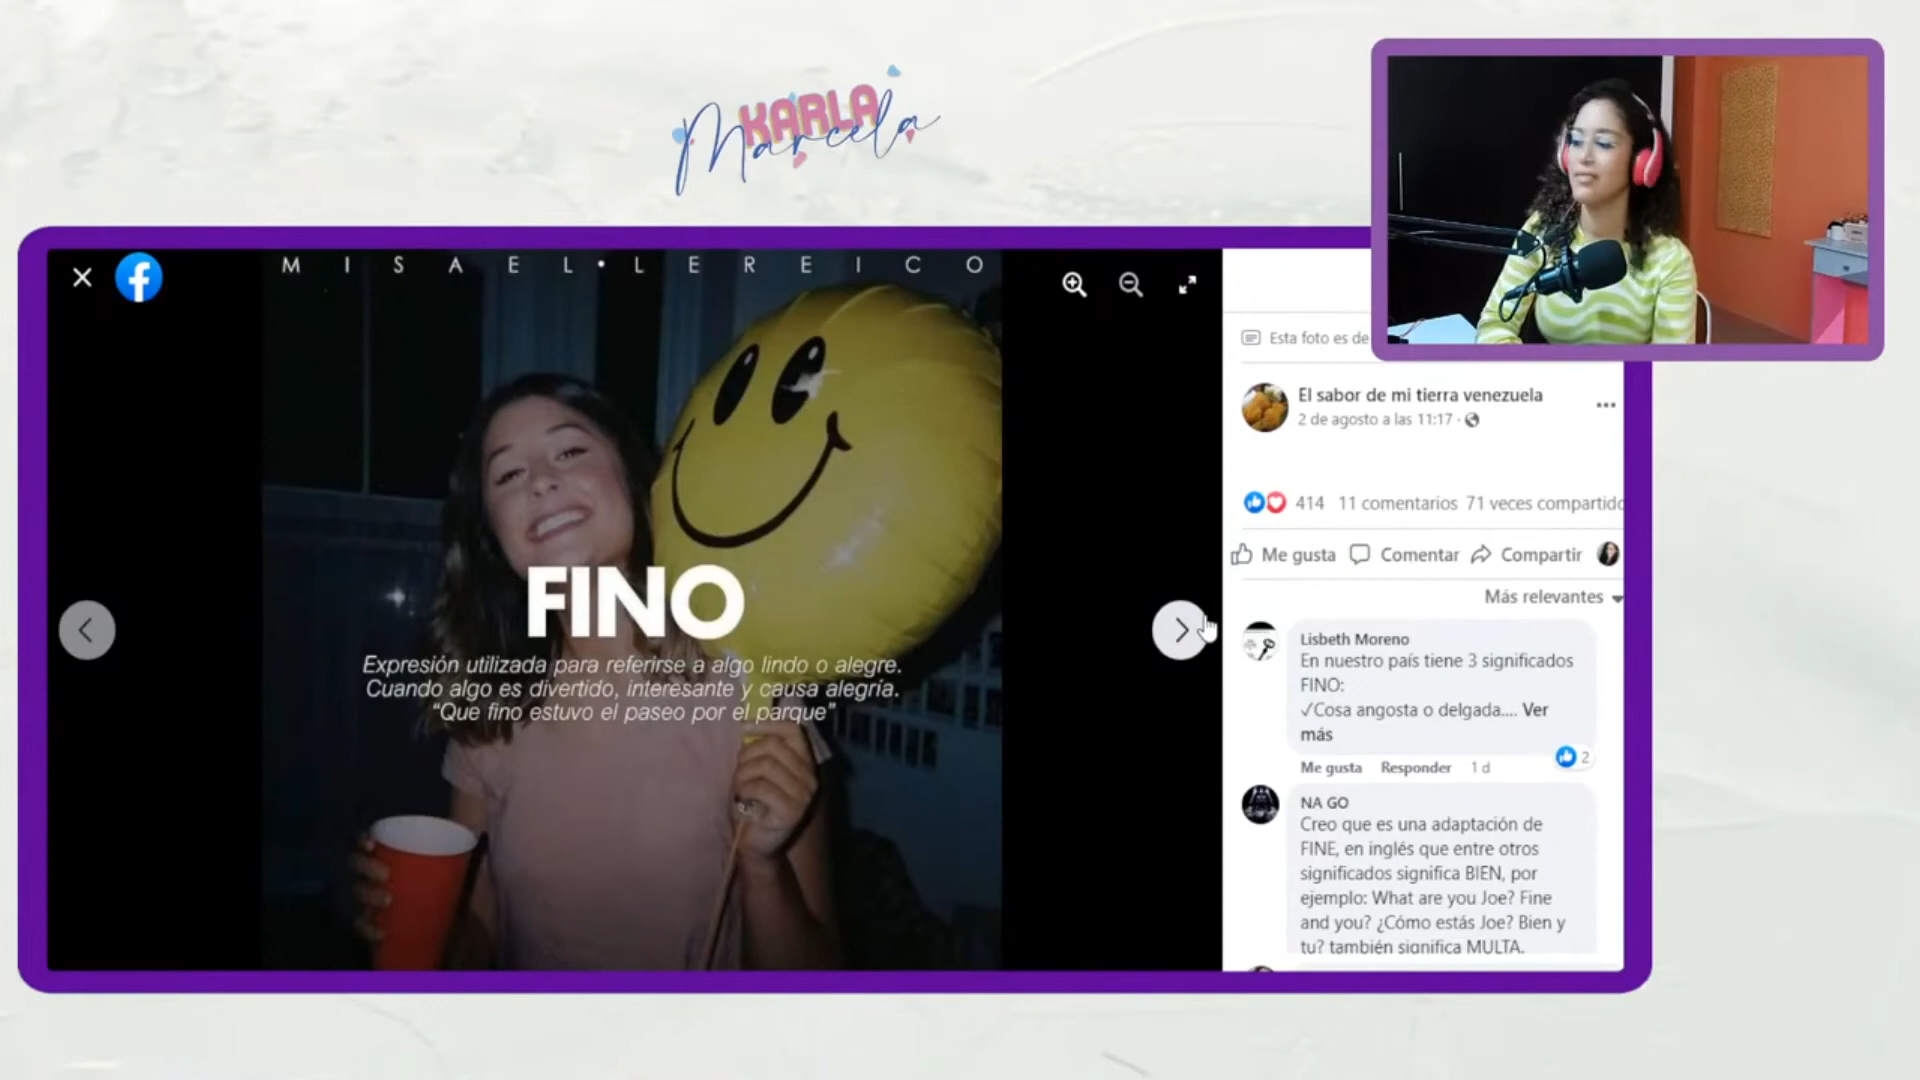 KARLA
Marcela
MISAEL•LEREICO
FINO
Expresión utilizada para referirse a algo lindo o alegre.
Cuando algo es divertido, interesante y causa alegría.
“Que fino estuvo el paseo por el parque”
Esta foto es de
El sabor de mi tierra venezuela
2 de agosto a las 11:17 ·
414 11 comentarios 71 veces compartido
Me gusta Comentar Compartir
Más relevantes
Lisbeth Moreno
En nuestro país tiene 3 significados
FINO:
✓Cosa angosta o delgada.... Ver
más
2
Me gusta Responder 1 d
NA GO
Creo que es una adaptación de
FINE, en inglés que entre otros
significados significa BIEN, por
ejemplo: What are you Joe? Fine
and you? ¿Cómo estás Joe? Bien y
tu? también significa MULTA.